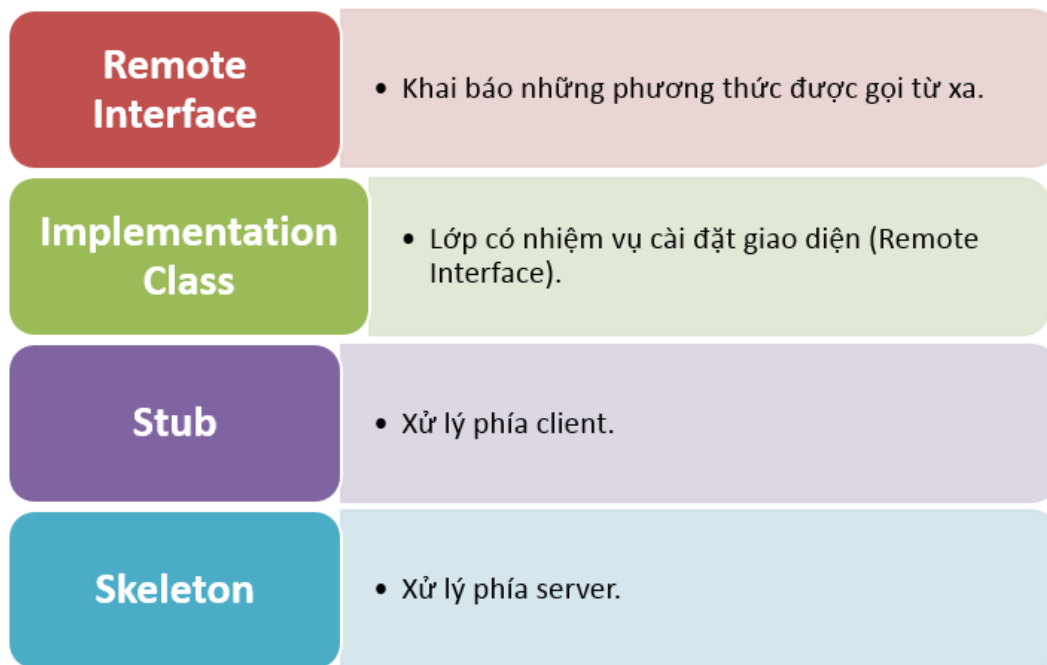 Remote
Interface
• Khai báo những phương thức được gọi từ xa.
Implementation
Class
• Lớp có nhiệm vụ cài đặt giao diện (Remote
Interface).
Stub
• Xử lý phía client.
Skeleton
• Xử lý phía server.